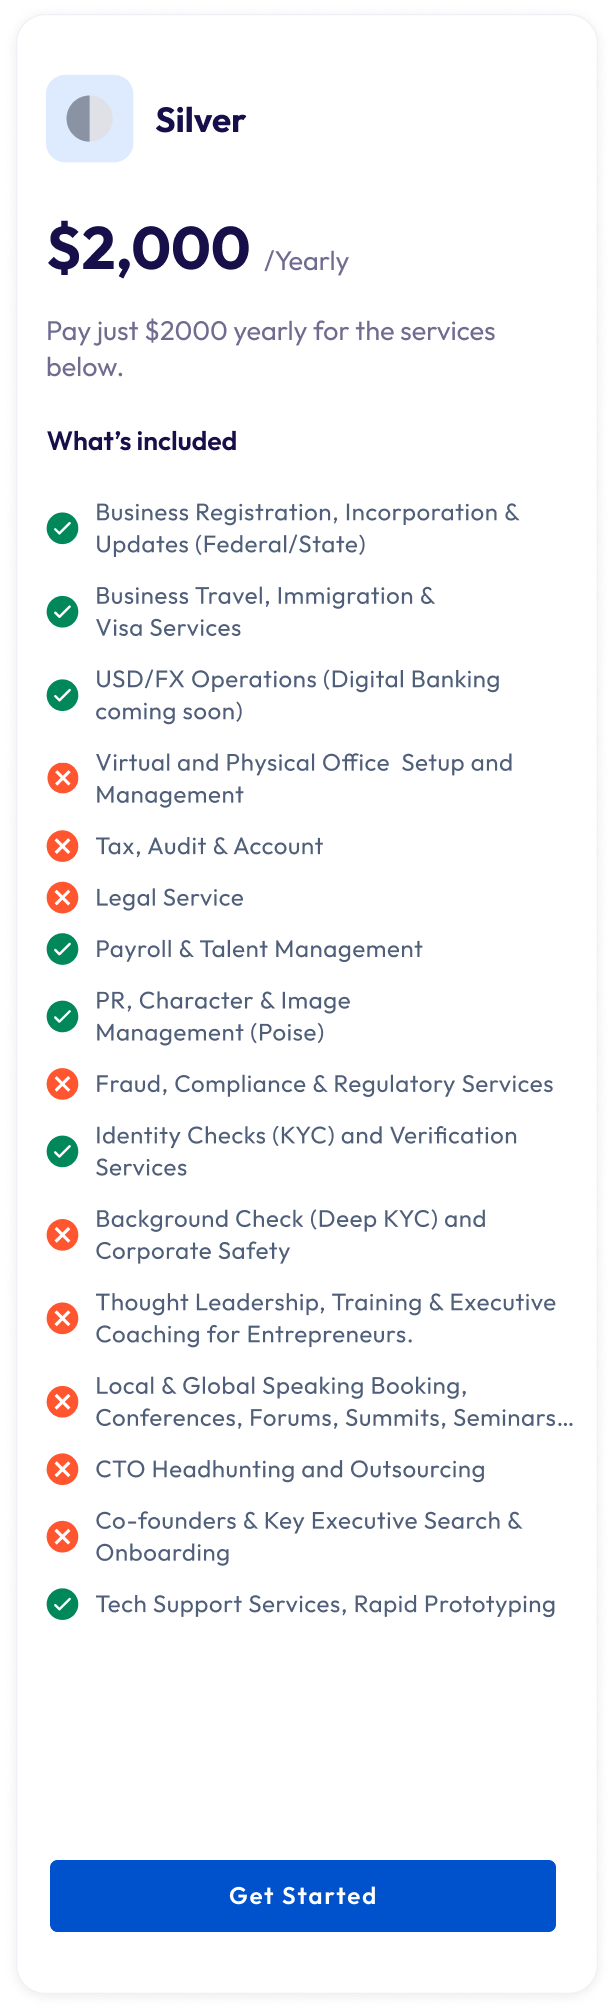 Silver
$2,000 /Yearly
Pay just $2000 yearly for the services
below.
What’s included
Business Registration, Incorporation &
Updates (Federal/State)
Business Travel, Immigration &
Visa Services
USD/FX Operations (Digital Banking
coming soon)
Virtual and Physical Office  Setup and
Management
Tax, Audit & Account
Legal Service
Payroll & Talent Management
PR, Character & Image
Management (Poise)
Fraud, Compliance & Regulatory Services
Identity Checks (KYC) and Verification
Services
Background Check (Deep KYC) and
Corporate Safety
Thought Leadership, Training & Executive
Coaching for Entrepreneurs.
Local & Global Speaking Booking,
Conferences, Forums, Summits, Seminars…
CTO Headhunting and Outsourcing
Co-founders & Key Executive Search &
Onboarding
Tech Support Services, Rapid Prototyping
Get Started